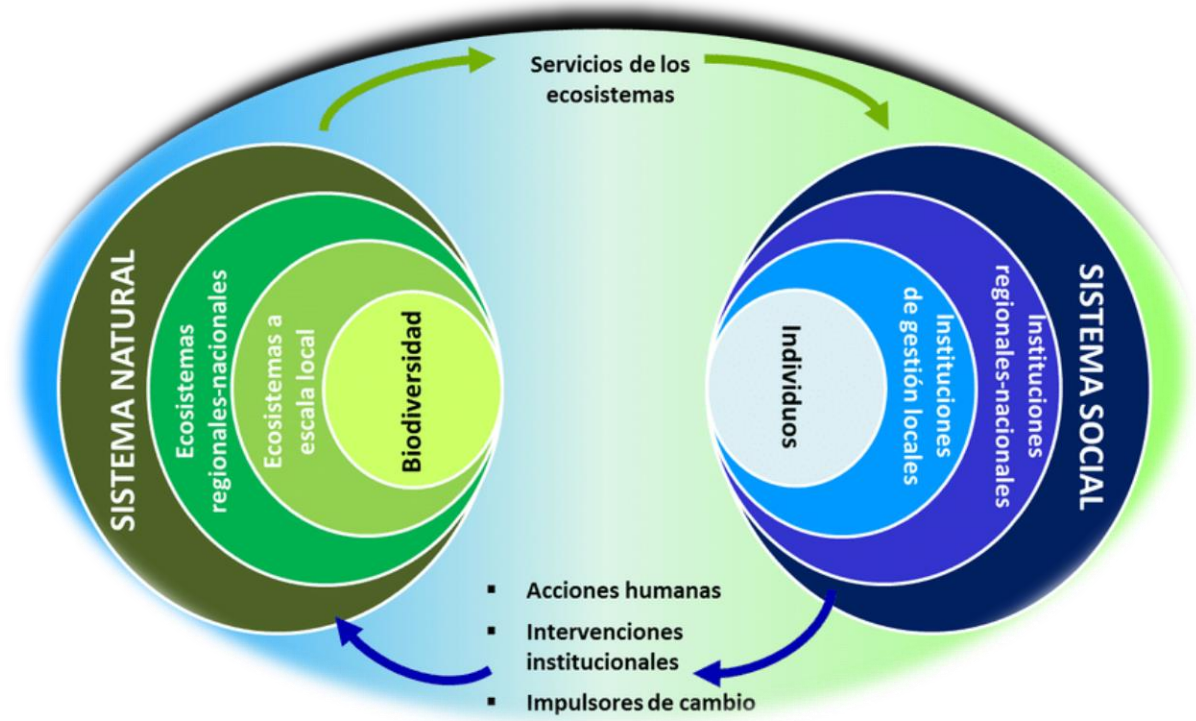 Servicios de los
ecosistemas
SISTEMA NATURAL
Ecosistemas
regionales-nacionales
Ecosistemas a
escala local
Biodiversidad
Individuos
Instituciones
de gestión locales
Instituciones
regionales-nacionales
SISTEMA SOCIAL
▪ Acciones humanas
▪ Intervenciones
institucionales
▪ Impulsores de cambio